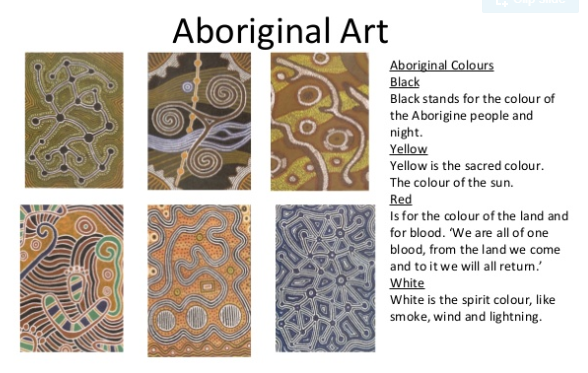 Aboriginal Art
Aboriginal Colours
Black
Black stands for the colour of
the Aborigine people and
night.
Yellow
Yellow is the sacred colour.
The colour of the sun.
Red
Is for the colour of the land and
for blood. ‘We are all of one
blood, from the land we come
and to it we will all return.’
White
White is the spirit colour, like
smoke, wind and lightning.